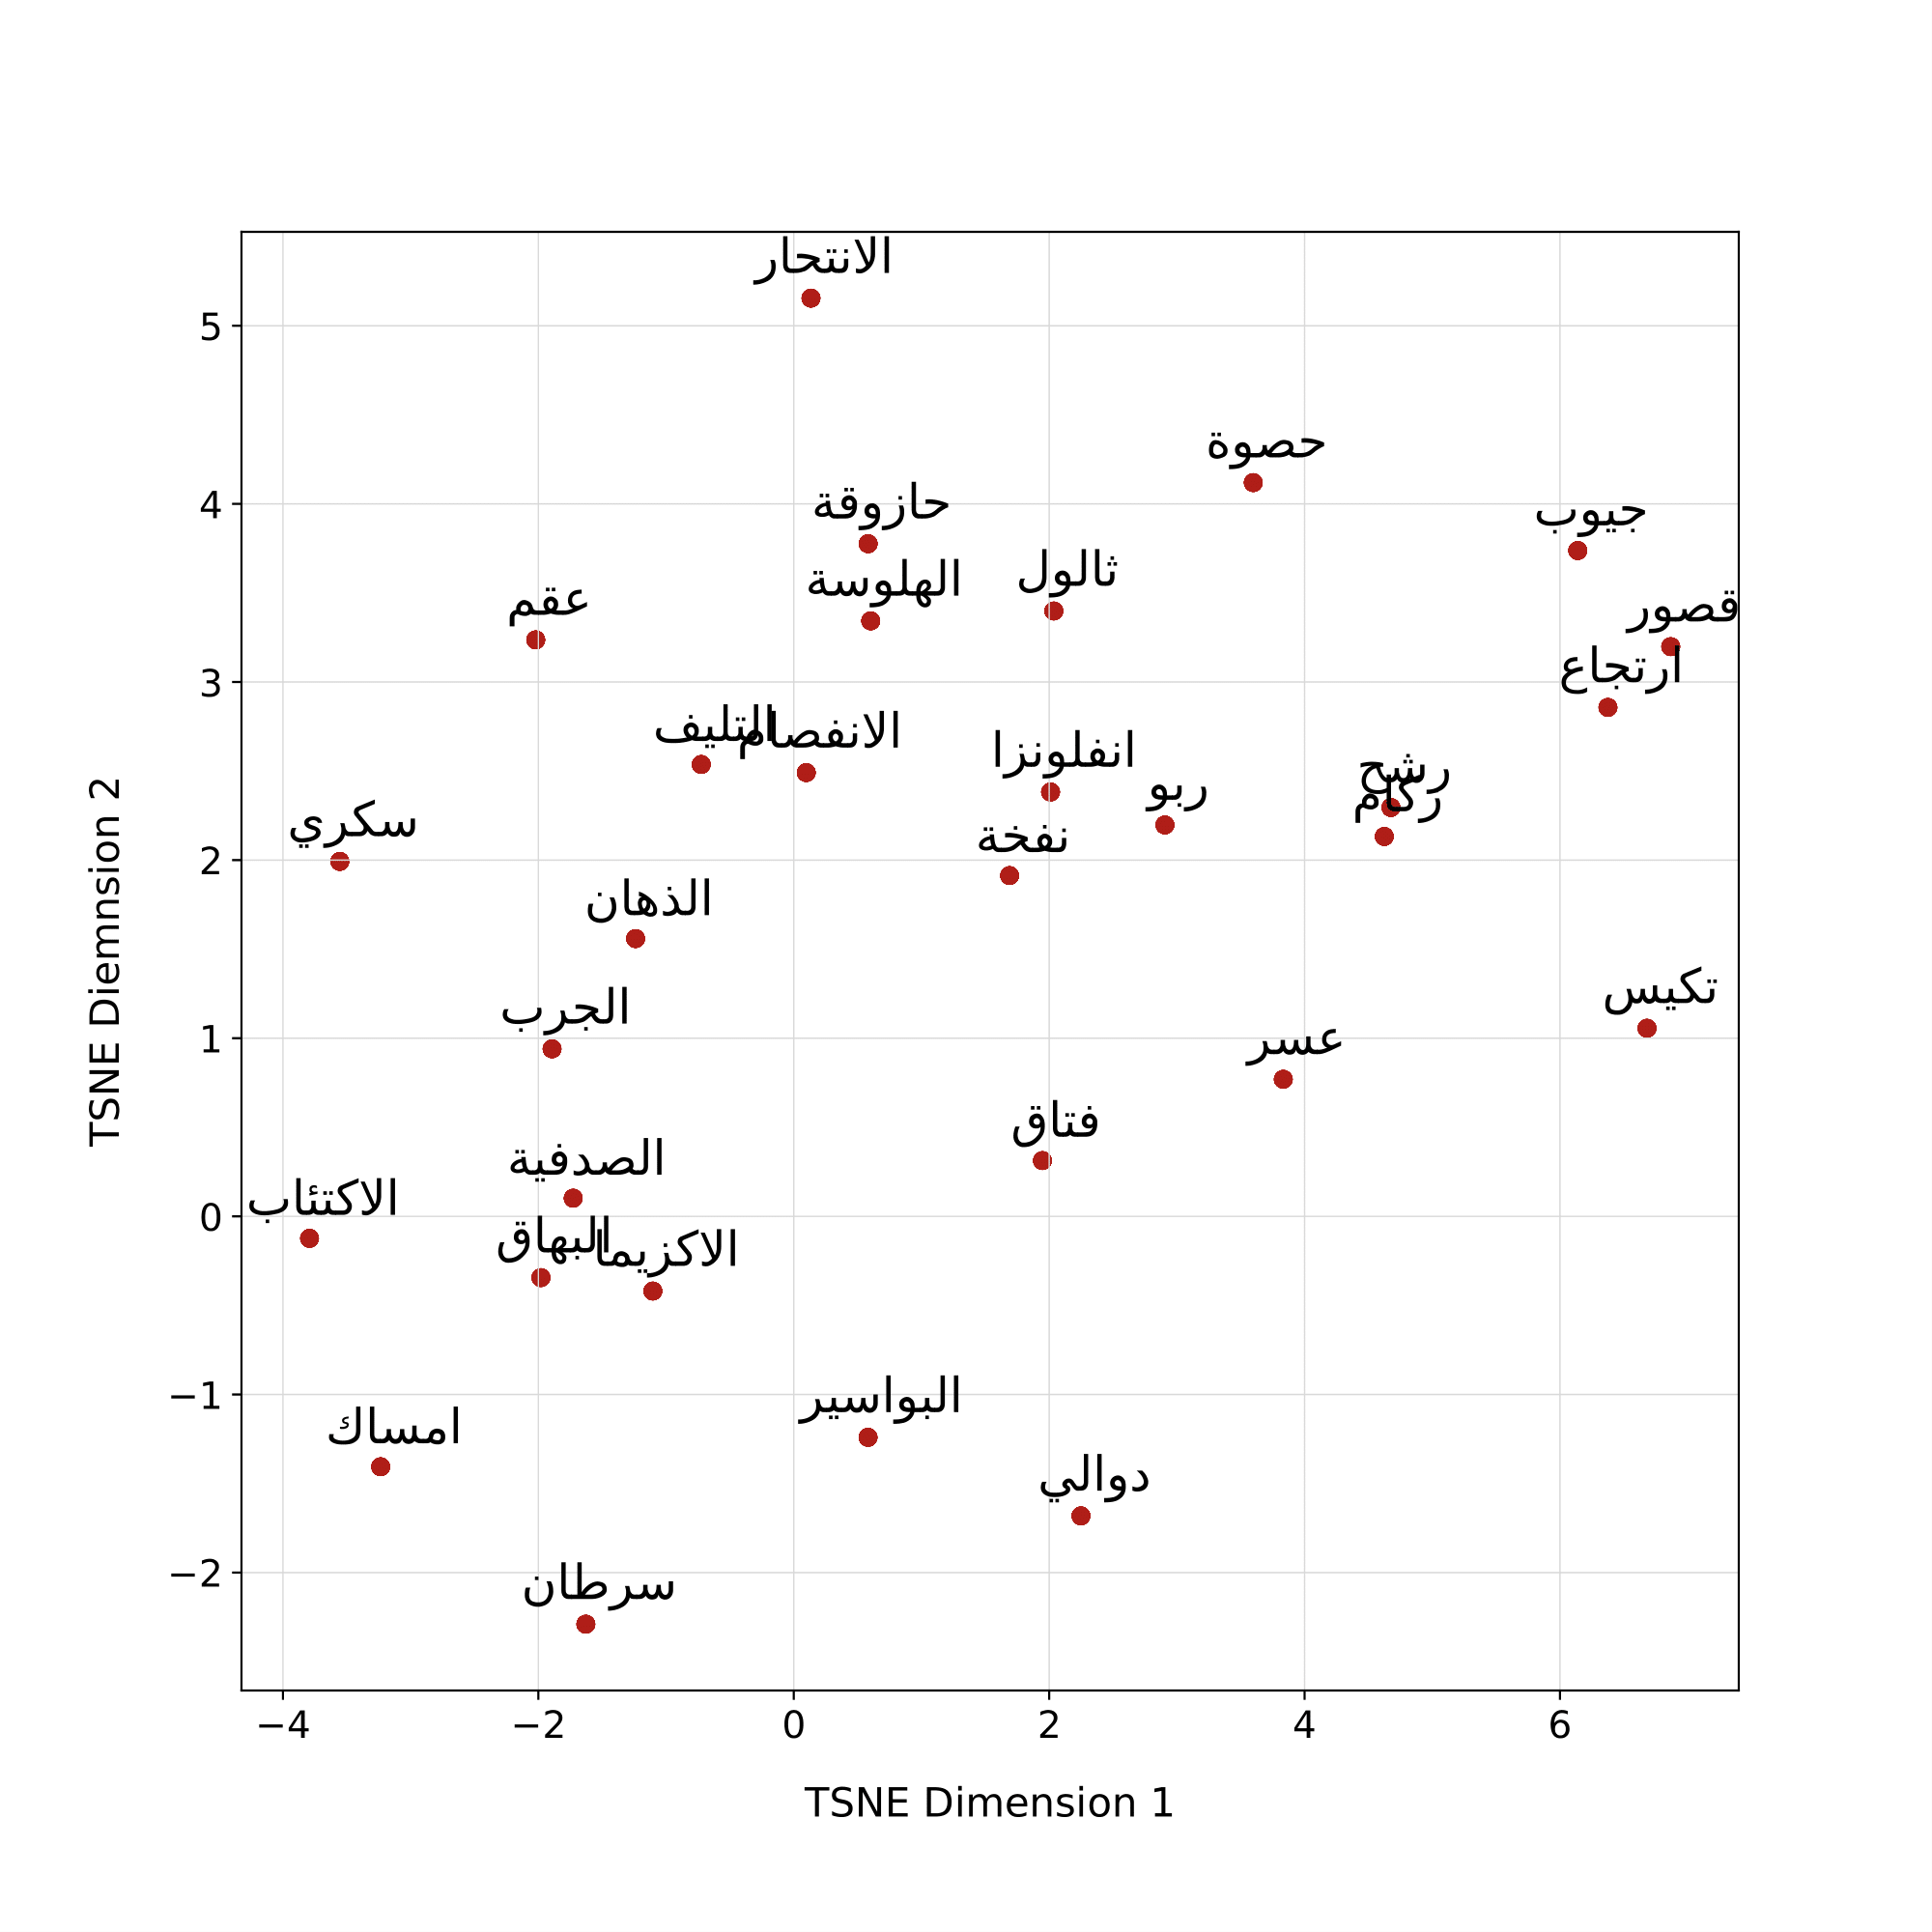 الانتحار
5
حصوة
4
حازوقة
جيوب
ثالول
الهلوسة
عقم
قصور
ارتجاع
3
التليف
الانفصام
انفلونزا
رشح
ربو
زكام
سكري
نفخة
2
الذهان
تكيس
الجرب
1
عسر
فتاق
الصدفية
الاكتئاب
0
البهاق
الاكزيما
−1
البواسير
امساك
دوالي
−2
سرطان
−4 −2 0 2 4 6
TSNE Dimension 1
TSNE Diemnsion 2